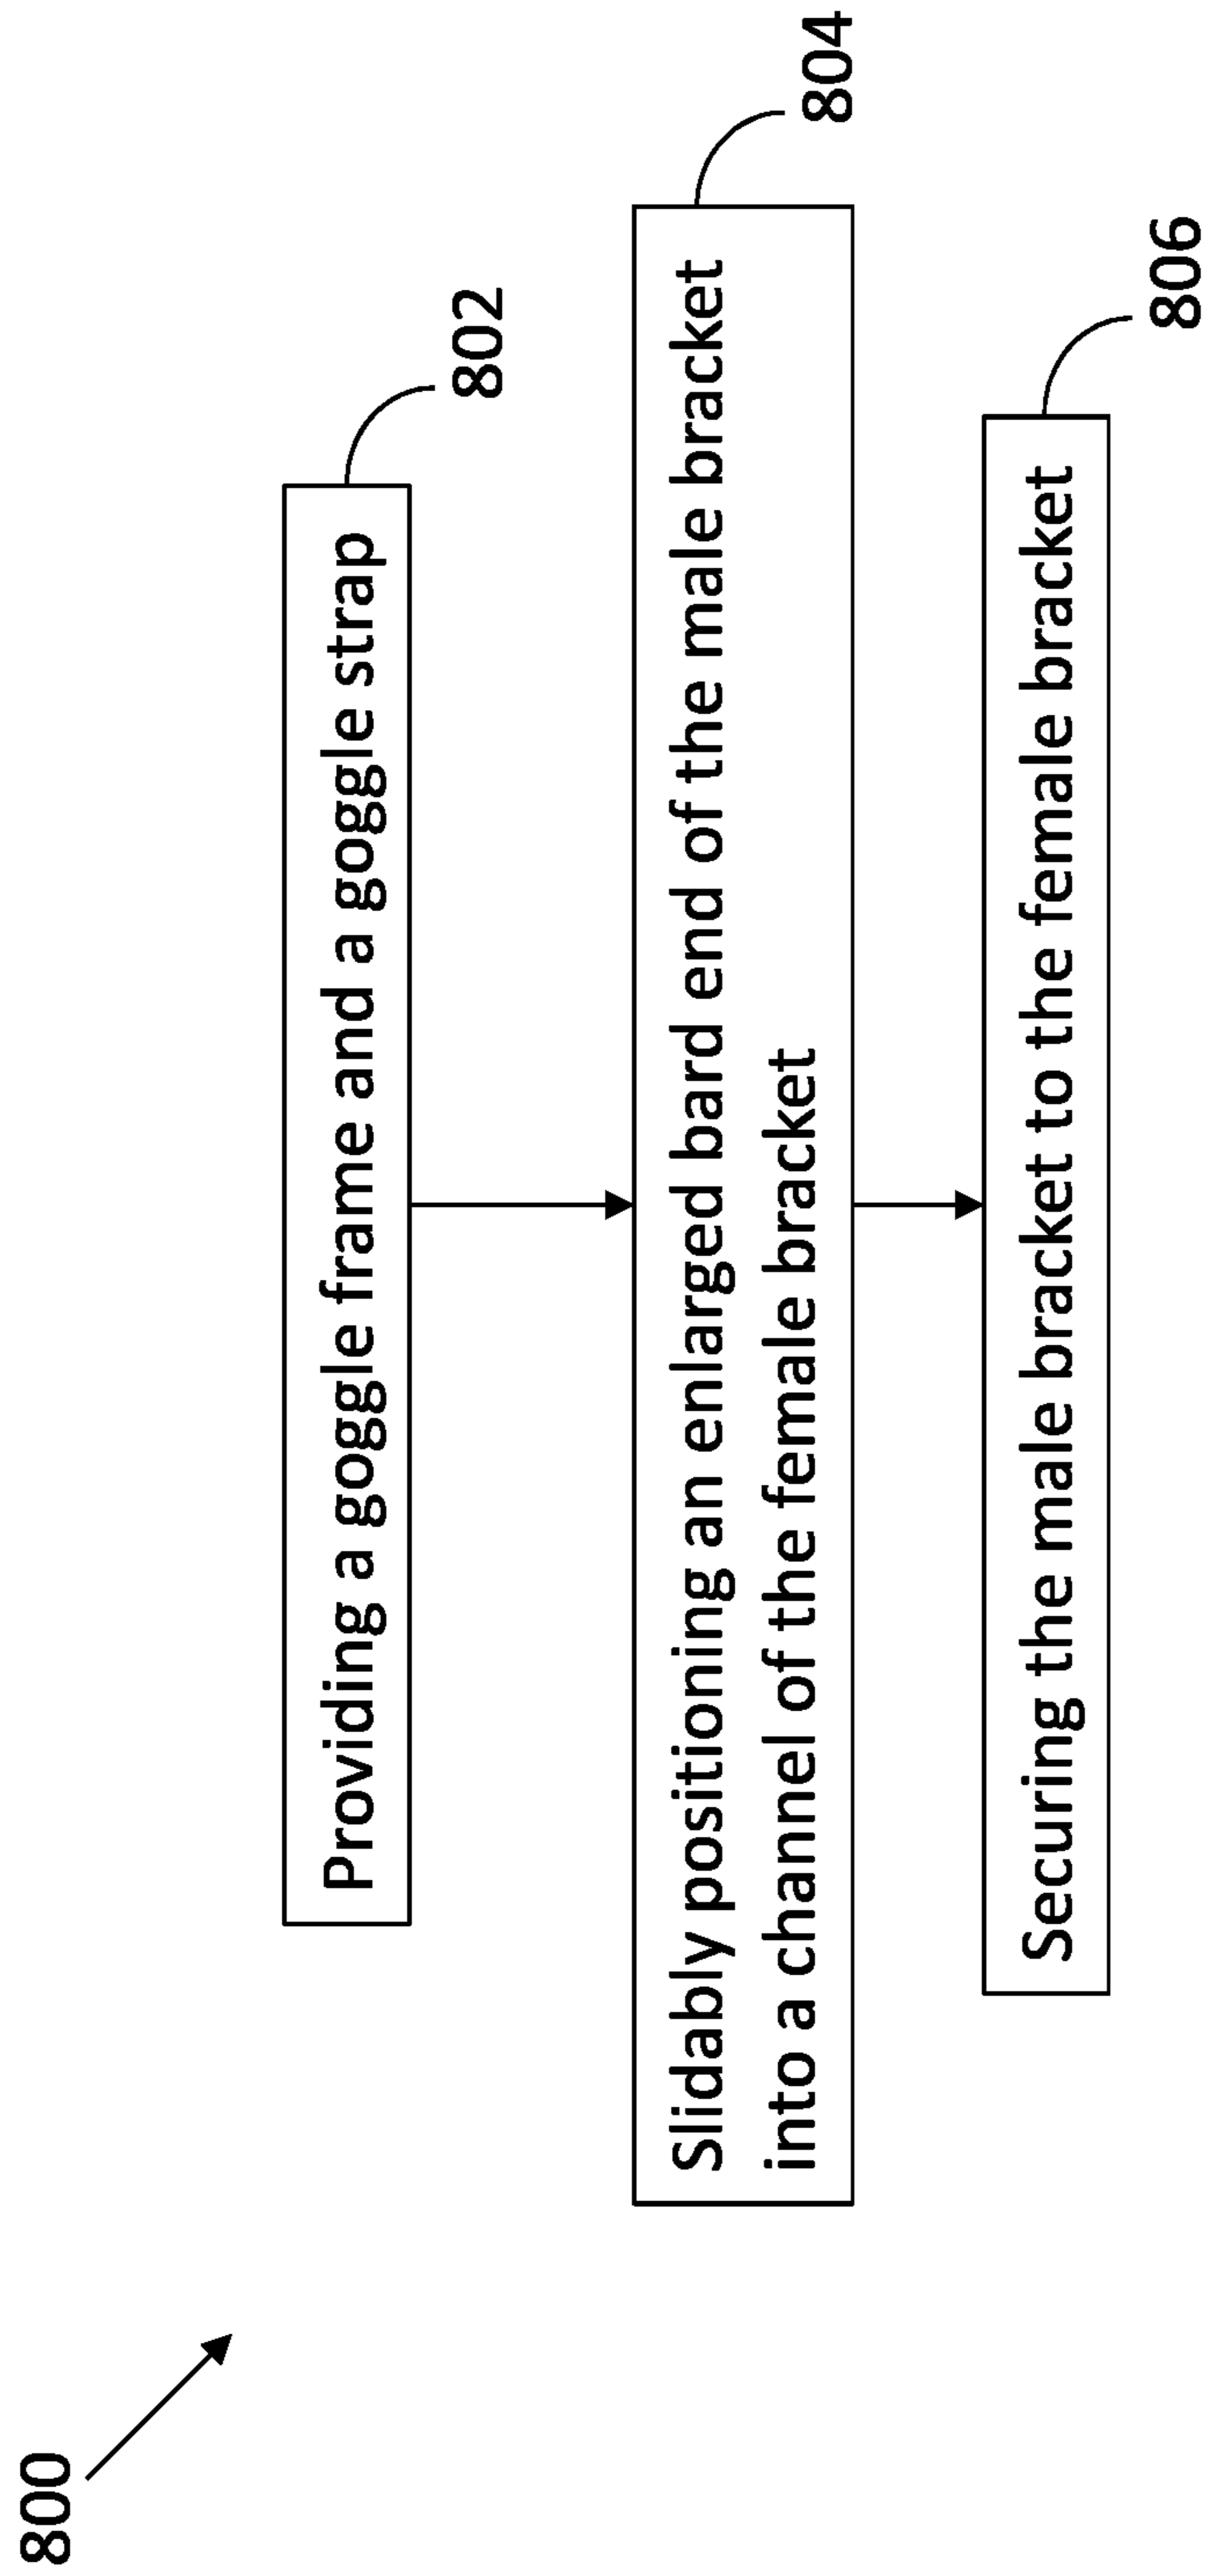 800
Providing a goggle frame and a goggle strap
802
Slidably positioning an enlarged bard end of the male bracket
into a channel of the female bracket
804
Securing the male bracket to the female bracket
806